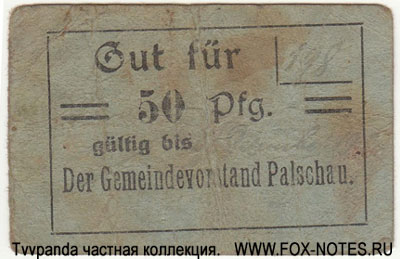 Gut für
50 Pfg.
gültig bis
Der Gemeindevorstand Palschau.
Tvvpanda частная коллекция. WWW.FOX-NOTES.RU